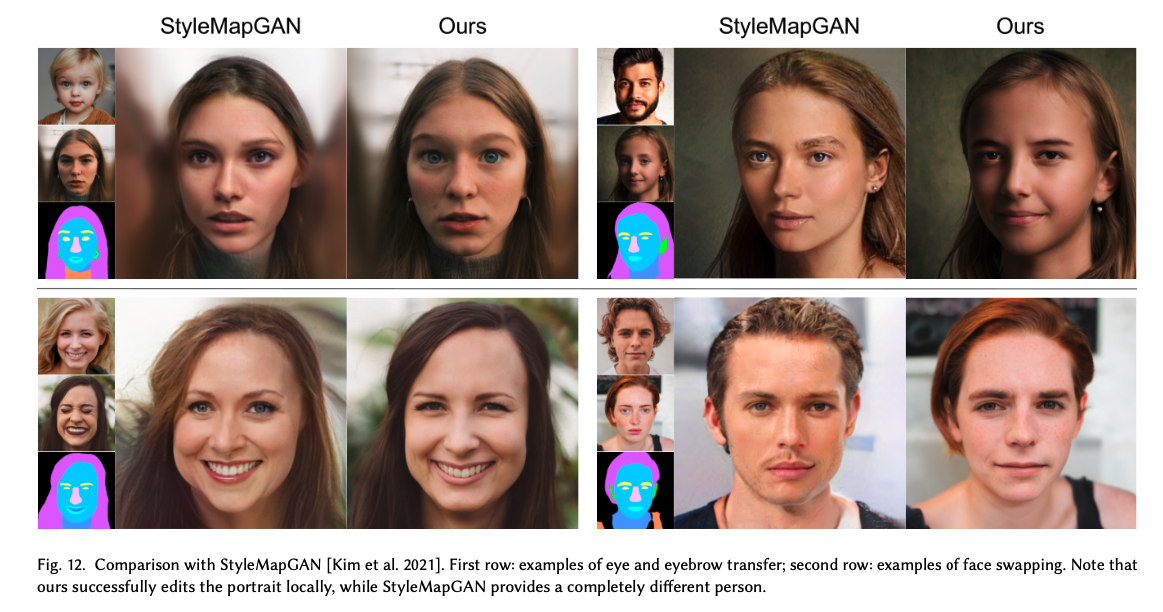 StyleMapGAN Ours StyleMapGAN Ours
Fig. 12. Comparison with StyleMapGAN [Kim et al. 2021]. First row: examples of eye and eyebrow transfer; second row: examples of face swapping. Note that
ours successfully edits the portrait locally, while StyleMapGAN provides a completely different person.